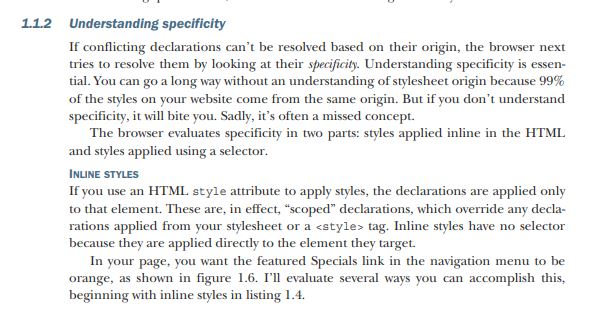 1.1.2 Understanding specificity
If conflicting declarations can’t be resolved based on their origin, the browser next
tries to resolve them by looking at their specificity. Understanding specificity is essen-
tial. You can go a long way without an understanding of stylesheet origin because 99%
of the styles on your website come from the same origin. But if you don’t understand
specificity, it will bite you. Sadly, it’s often a missed concept.
The browser evaluates specificity in two parts: styles applied inline in the HTML
and styles applied using a selector.
INLINE STYLES
If you use an HTML style attribute to apply styles, the declarations are applied only
to that element. These are, in effect, “scoped” declarations, which override any decla-
rations applied from your stylesheet or a <style> tag. Inline styles have no selector
because they are applied directly to the element they target.
In your page, you want the featured Specials link in the navigation menu to be
orange, as shown in figure 1.6. I’ll evaluate several ways you can accomplish this,
beginning with inline styles in listing 1.4.